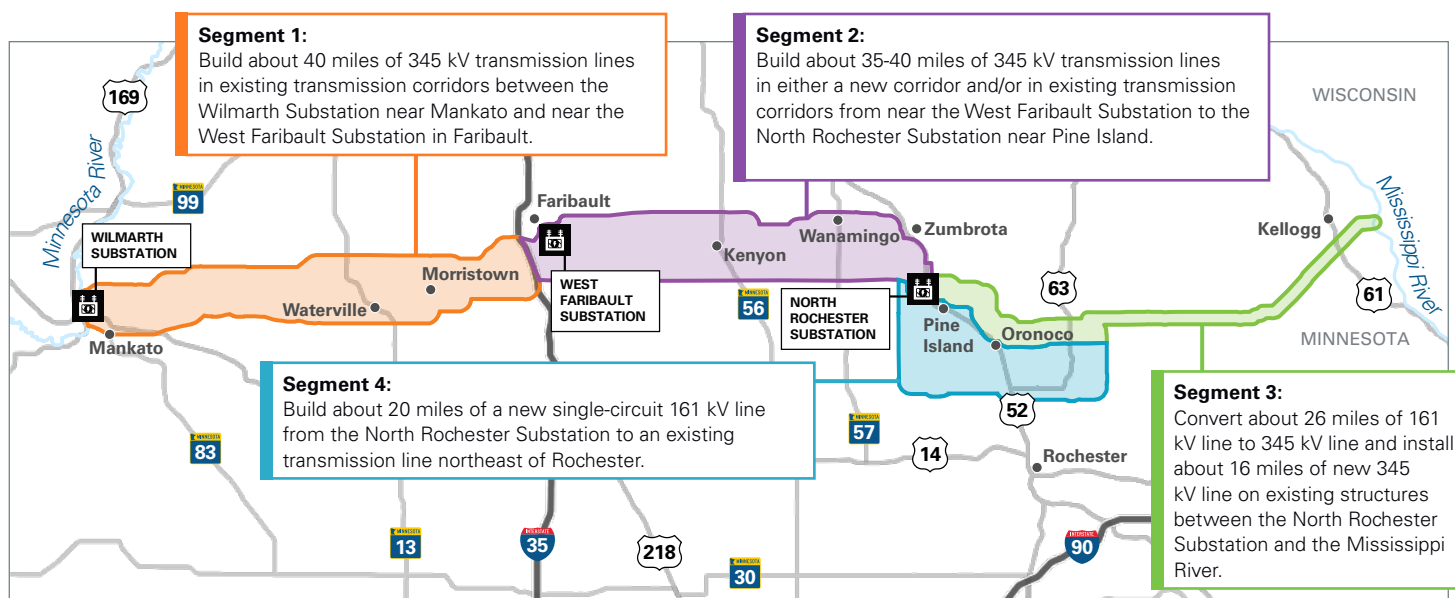 Segment 1:
Build about 40 miles of 345 kV transmission lines
in existing transmission corridors between the
Wilmarth Substation near Mankato and near the
West Faribault Substation in Faribault.
Segment 2:
Build about 35-40 miles of 345 kV transmission lines
in either a new corridor and/or in existing transmission
corridors from near the West Faribault Substation to the
North Rochester Substation near Pine Island.
WISCONSIN
169
Minnesota River
MINNESOTA
99
WILMARTH
SUBSTATION
Mankato
Waterville
Morristown
Faribault
WEST
FARIBAULT
SUBSTATION
Kenyon
Wanamingo
Zumbrota
MINNESOTA
56
NORTH
ROCHESTER
SUBSTATION
Pine
Island
Oronoco
63
Kellogg
Mississippi River
61
MINNESOTA
Segment 4:
Build about 20 miles of a new single-circuit 161 kV line
from the North Rochester Substation to an existing
transmission line northeast of Rochester.
Segment 3:
Convert about 26 miles of 161
kV line to 345 kV line and install
about 16 miles of new 345
kV line on existing structures
between the North Rochester
Substation and the Mississippi
River.
52
MINNESOTA
57
14
Rochester
MINNESOTA
83
MINNESOTA
13
INTERSTATE
35
218
MINNESOTA
30
INTERSTATE
90